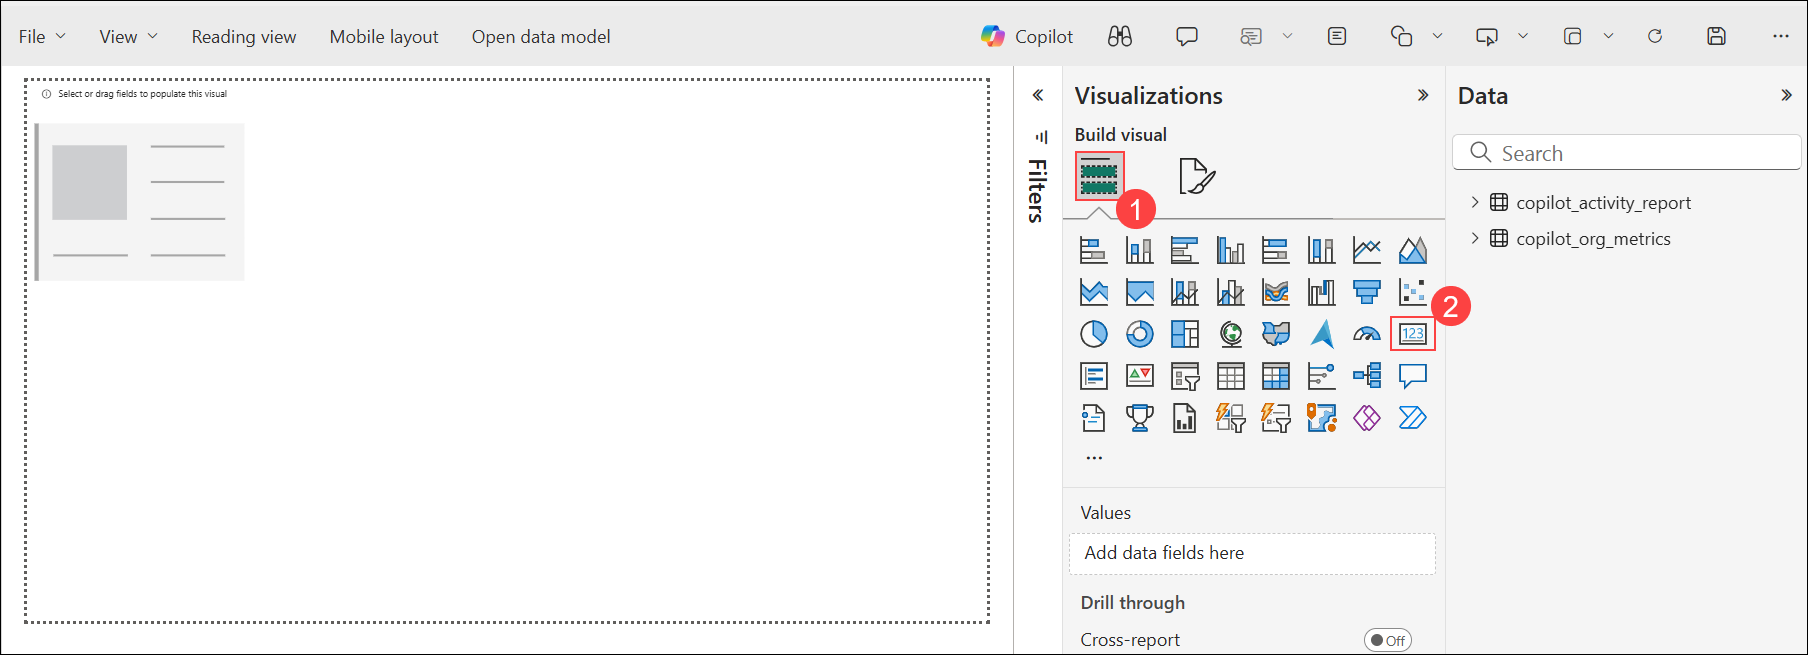 File View Reading view Mobile layout Open data model Copilot
Select or drag fields to populate this visual
Filters
Visualizations
Build visual
1
2
123
Values
Add data fields here
Drill through
Cross-report Off
Data
Search
copilot_activity_report
copilot_org_metrics